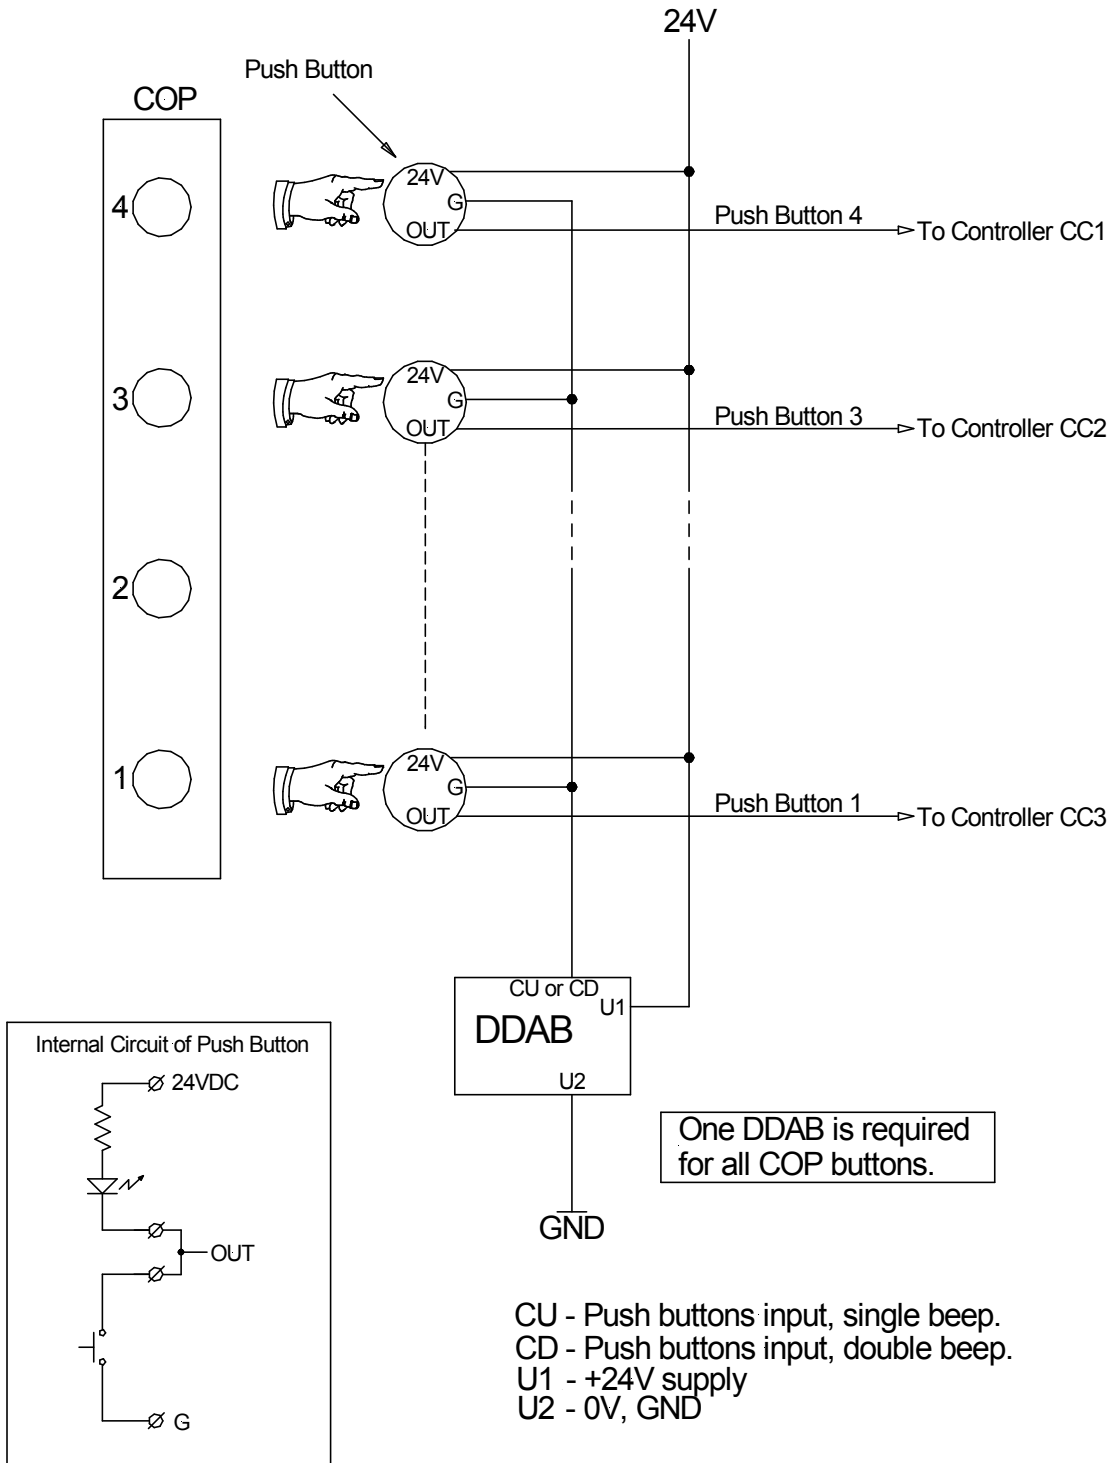 24V
Push Button
COP
4
24V
G
OUT
Push Button 4
To Controller CC1
3
24V
G
OUT
Push Button 3
To Controller CC2
2
1
24V
G
OUT
Push Button 1
To Controller CC3
CU or CD
U1
DDAB
U2
GND
One DDAB is required
for all COP buttons.
Internal Circuit of Push Button
24VDC
OUT
G
CU - Push buttons input, single beep.
CD - Push buttons input, double beep.
U1 - +24V supply
U2 - 0V, GND